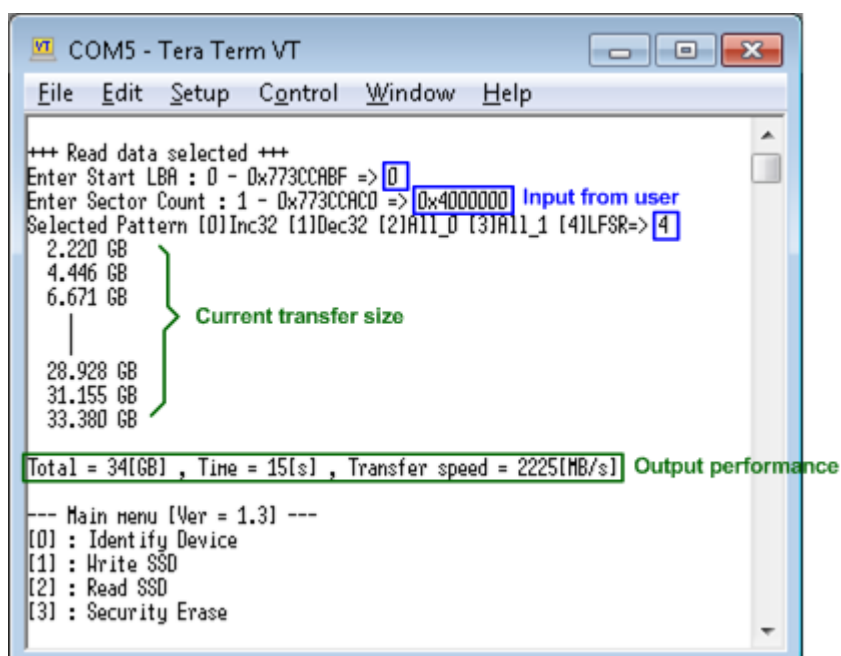 COM5 - Tera Term VT
File Edit Setup Control Window Help
+++ Read data selected +++
Enter Start LBA : 0 - 0x773CCABF => 0
Enter Sector Count : 1 - 0x773CCAC0 => 0x4000000 Input from user
Selected Pattern [0]Inc32 [1]Dec32 [2]All_0 [3]All_1 [4]LFSR=> 4
2.220 GB
4.446 GB
6.671 GB
Current transfer size
28.928 GB
31.155 GB
33.380 GB
Total = 34[GB] , Time = 15[s] , Transfer speed = 2225[MB/s] Output performance
--- Main menu [Ver = 1.3] ---
[0] : Identify Device
[1] : Write SSD
[2] : Read SSD
[3] : Security Erase